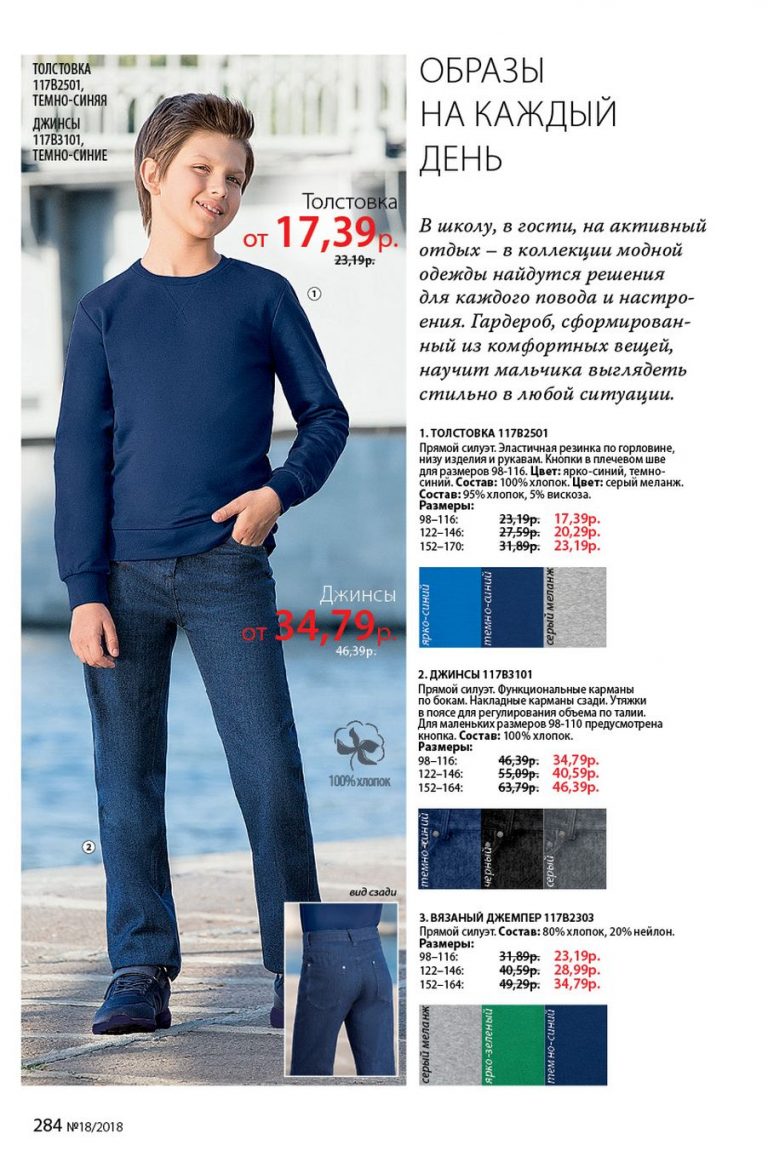 ТОЛСТОВКА
117В2501,
ТЕМНО-СИНЯЯ
ДЖИНСЫ
117В3101,
ТЕМНО-СИНИЕ
Толстовка
от 17,39р.
23,19р.
1
Джинсы
от 34,79р.
46,39р.
100% хлопок
2
вид сзади
ОБРАЗЫ
НА КАЖДЫЙ
ДЕНЬ
В школу, в гости, на активный
отдых – в коллекции модной
одежды найдутся решения
для каждого повода и настро-
ения. Гардероб, сформирован-
ный из комфортных вещей,
научит мальчика выглядеть
стильно в любой ситуации.
1. ТОЛСТОВКА 117В2501
Прямой силуэт. Эластичная резинка по горловине,
низу изделия и рукавам. Кнопки в плечевом шве
для размеров 98-116. Цвет: ярко-синий, темно-
синий. Состав: 100% хлопок. Цвет: серый меланж.
Состав: 95% хлопок, 5% вискоза.
Размеры:
98–116: 23,19р. 17,39р.
122–146: 27,59р. 20,29р.
152–170: 31,89р. 23,19р.
ярко-синий
темно-синий
серый меланж
2. ДЖИНСЫ 117В3101
Прямой силуэт. Функциональные карманы
по бокам. Накладные карманы сзади. Утяжки
в поясе для регулирования объема по талии.
Для маленьких размеров 98-110 предусмотрена
кнопка. Состав: 100% хлопок.
Размеры:
98–116: 46,39р. 34,79р.
122–146: 55,09р. 40,59р.
152–164: 63,79р. 46,39р.
темно-синий
черный
серый
3. ВЯЗАНЫЙ ДЖЕМПЕР 117В2303
Прямой силуэт. Состав: 80% хлопок, 20% нейлон.
Размеры:
98–116: 31,89р. 23,19р.
122–146: 40,59р. 28,99р.
152–164: 49,29р. 34,79р.
серый меланж
ярко-зеленый
темно-синий
284 №18/2018